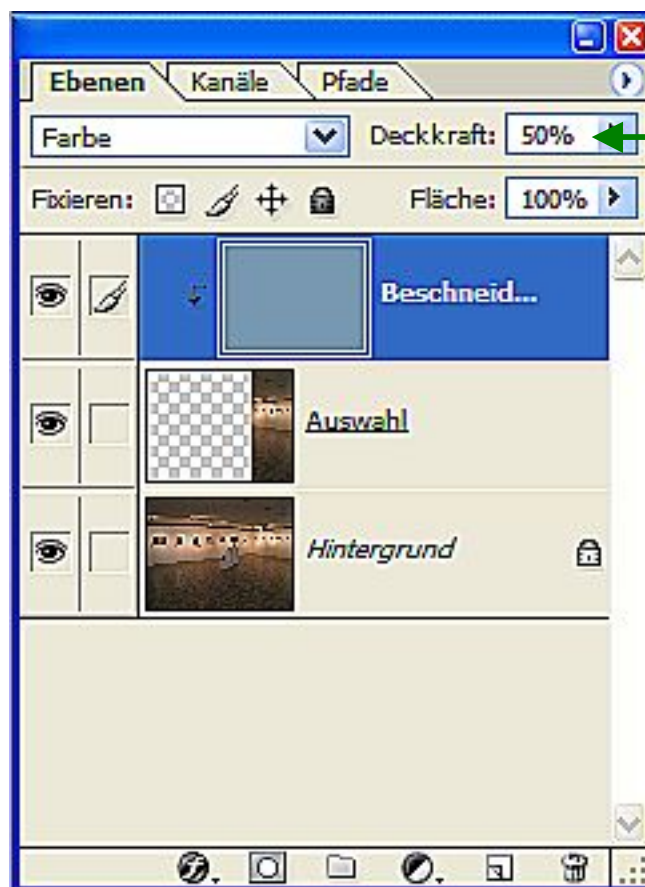 Ebenen Kanäle Pfade
Farbe Deckkraft: 50%
Fixieren: Fläche: 100%
Beschneid...
Auswahl
Hintergrund